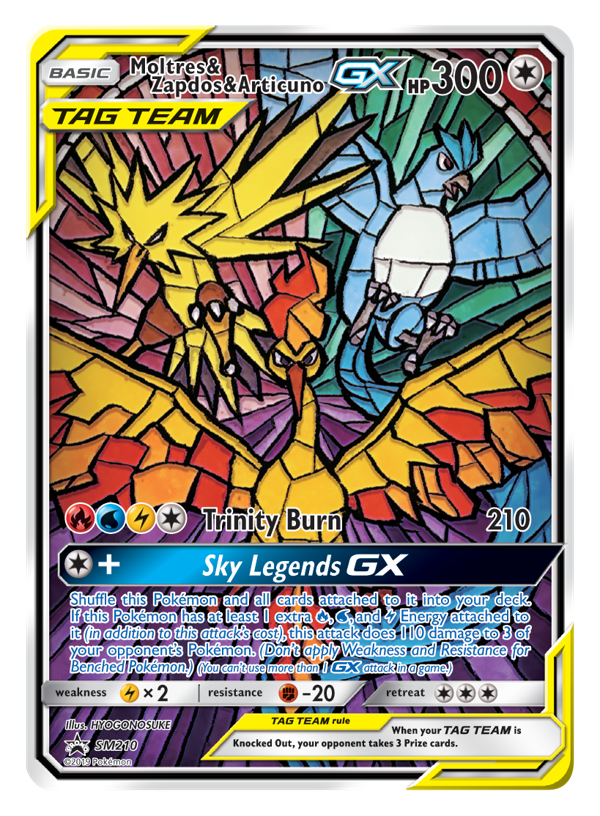 BASIC
Moltres&
Zapdos&Articuno GX HP 300
TAG TEAM
Trinity Burn 210
+ Sky Legends GX
Shuffle this Pokémon and all cards attached to it into your deck.
If this Pokémon has at least 1 extra , , and Energy attached to
it (in addition to this attack's cost), this attack does 110 damage to 3 of
your opponent's Pokémon. (Don't apply Weakness and Resistance for
Benched Pokémon.) (You can't use more than 1 GX attack in a game.)
weakness ×2 resistance -20 retreat
Illus. HYOGONOSUKE
TAG TEAM rule
When your TAG TEAM is
Knocked Out, your opponent takes 3 Prize cards.
SM210
©2019 Pokémon
PROMO